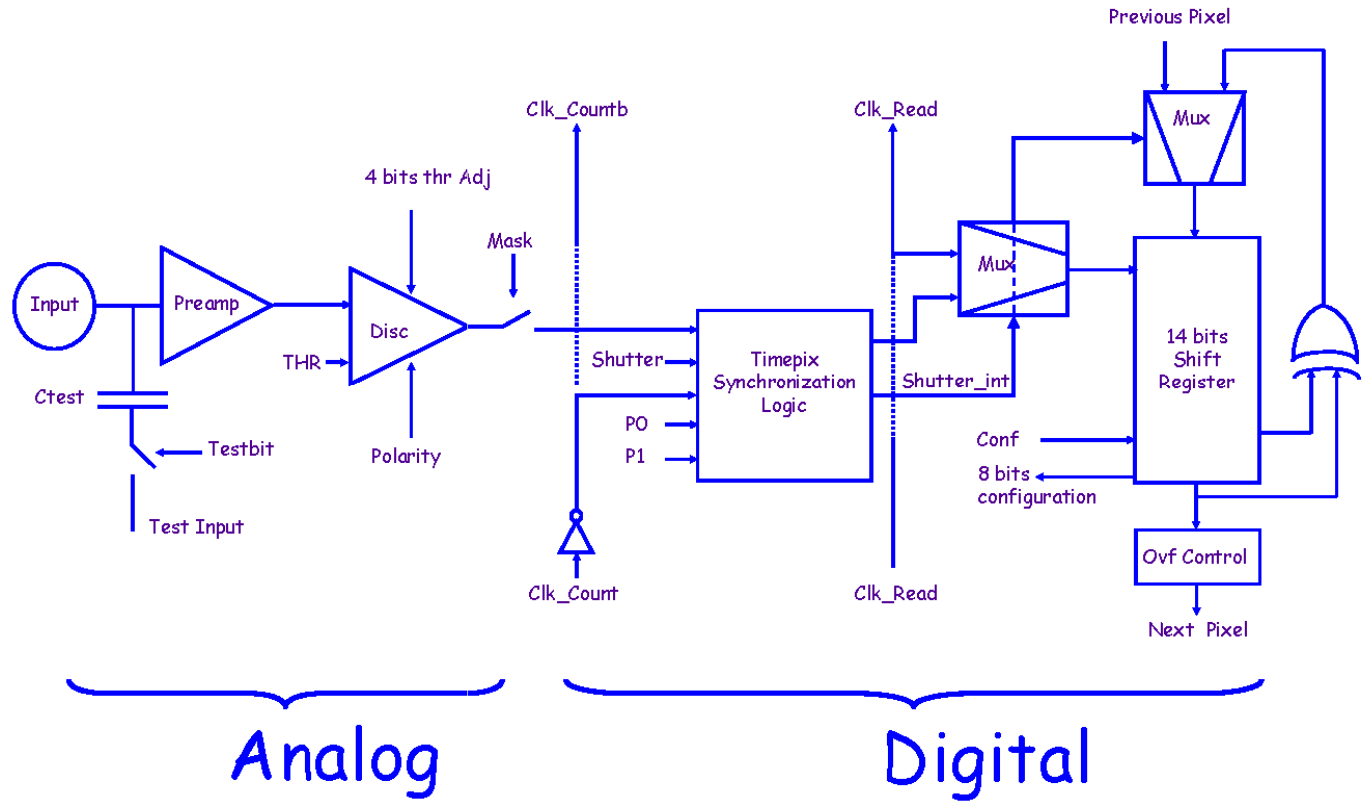 Previous Pixel
Clk_Countb
Clk_Read
Mux
4 bits thr Adj
Mask
Input
Preamp
Disc
Mux
THR
Shutter
Timepix
Synchronization
Logic
Shutter_int
14 bits
Shift
Register
Ctest
Testbit
Polarity
P0
P1
Conf
8 bits
configuration
Test Input
Ovf Control
Clk_Count
Clk_Read
Next Pixel
Analog
Digital